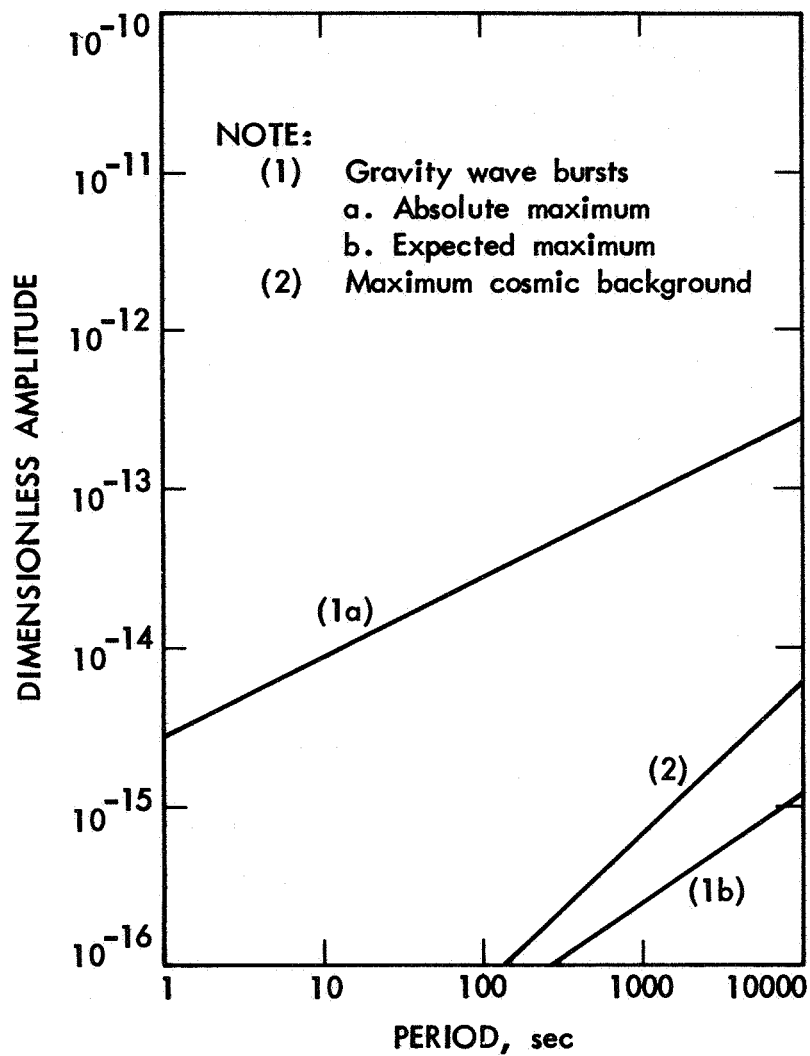 10⁻¹⁰
NOTE:
(1) Gravity wave bursts
a. Absolute maximum
b. Expected maximum
(2) Maximum cosmic background
10⁻¹¹
10⁻¹²
10⁻¹³
10⁻¹⁴
10⁻¹⁵
10⁻¹⁶
DIMENSIONLESS AMPLITUDE
(1a)
(2)
(1b)
1 10 100 1000 10000
PERIOD, sec